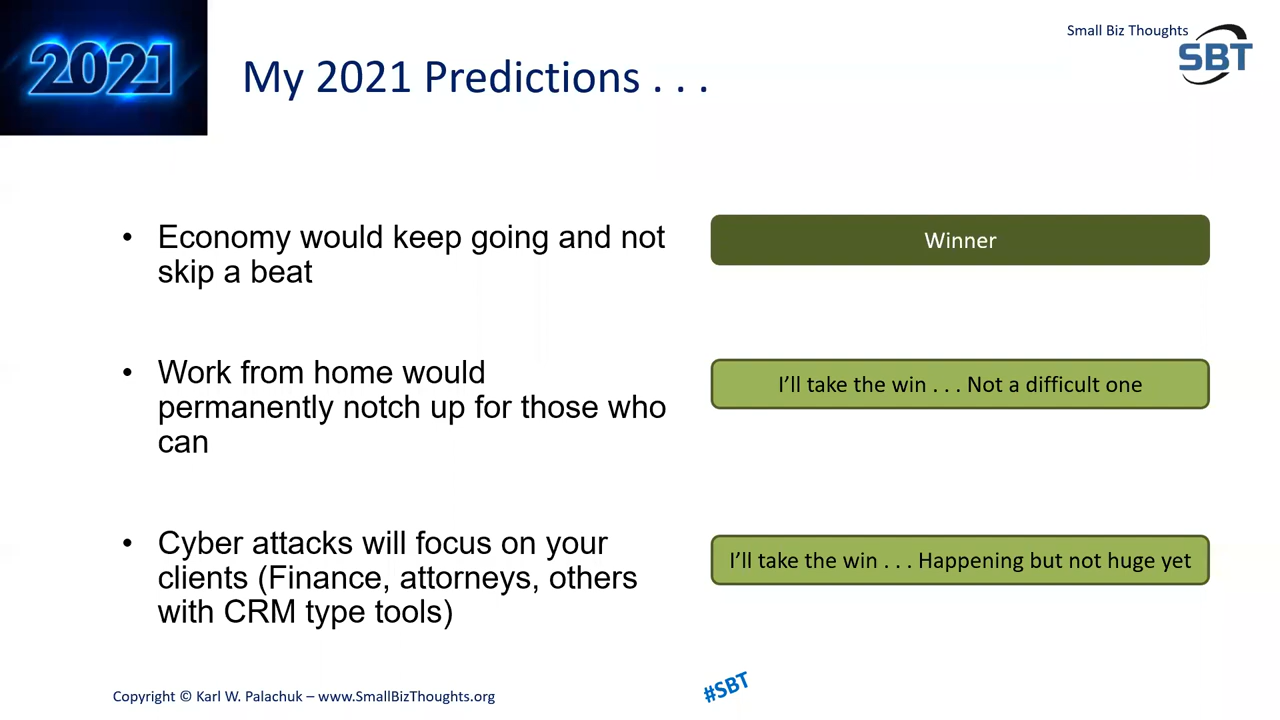 2021
My 2021 Predictions . . .
Small Biz Thoughts
SBT
• Economy would keep going and not
skip a beat
Winner
• Work from home would
permanently notch up for those who
can
I’ll take the win . . . Not a difficult one
• Cyber attacks will focus on your
clients (Finance, attorneys, others
with CRM type tools)
I’ll take the win . . . Happening but not huge yet
Copyright © Karl W. Palachuk – www.SmallBizThoughts.org
#SBT